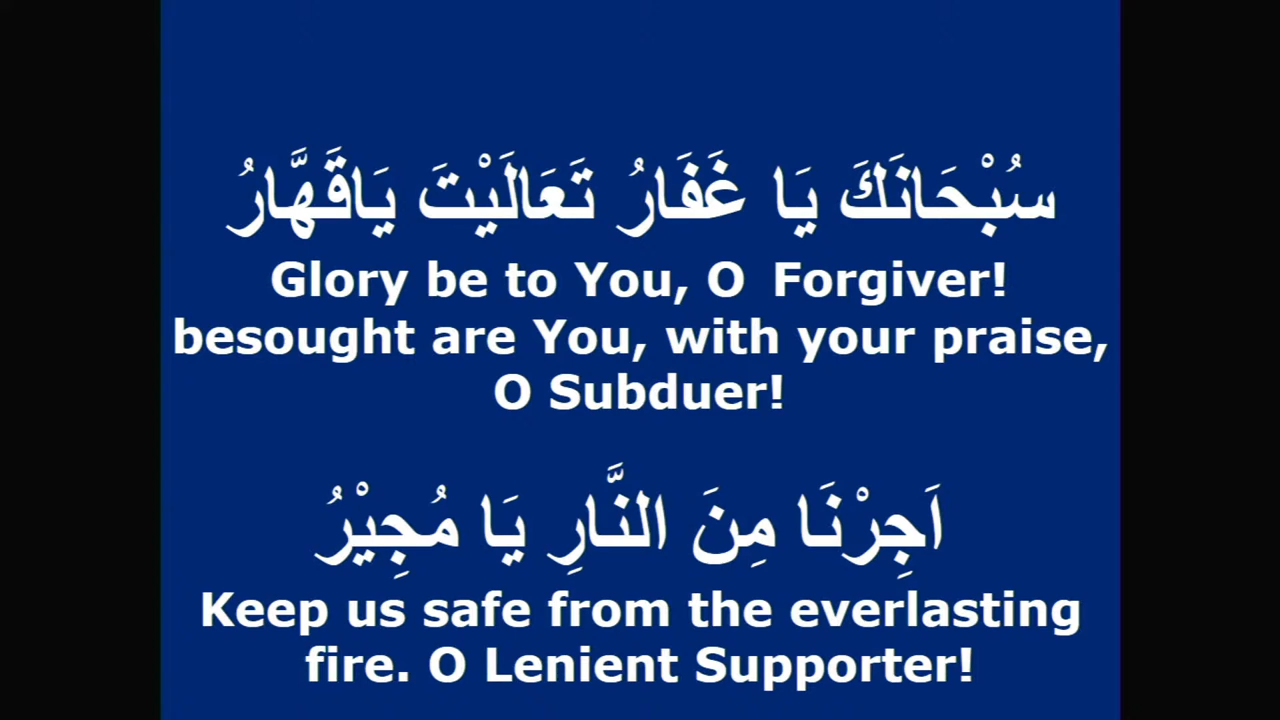 سُبْحَانَكَ يَا غَفَارُ تَعَالَيْتَ يَاقَهَّارُ
Glory be to You, O Forgiver!
besought are You, with your praise,
O Subduer!
اَجِرْنَا مِنَ النَّارِ يَا مُجِيْرُ
Keep us safe from the everlasting
fire. O Lenient Supporter!